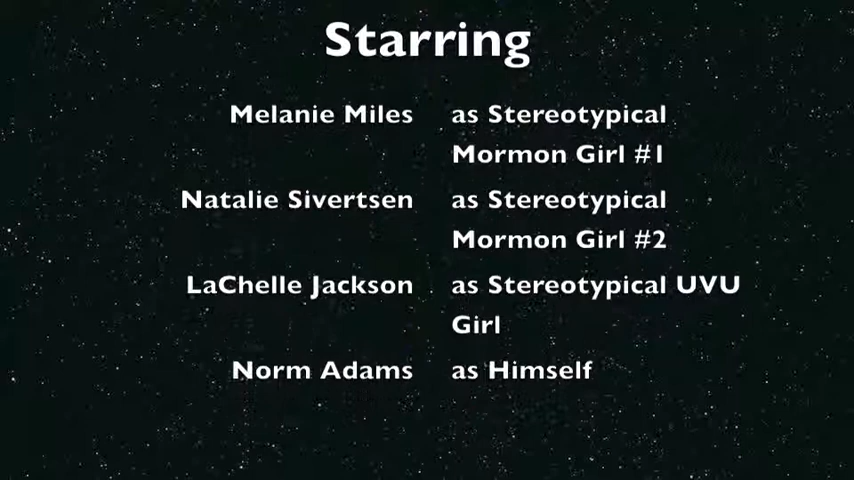 Starring
Melanie Miles as Stereotypical
Mormon Girl #1
Natalie Sivertsen as Stereotypical
Mormon Girl #2
LaChelle Jackson as Stereotypical UVU
Girl
Norm Adams as Himself